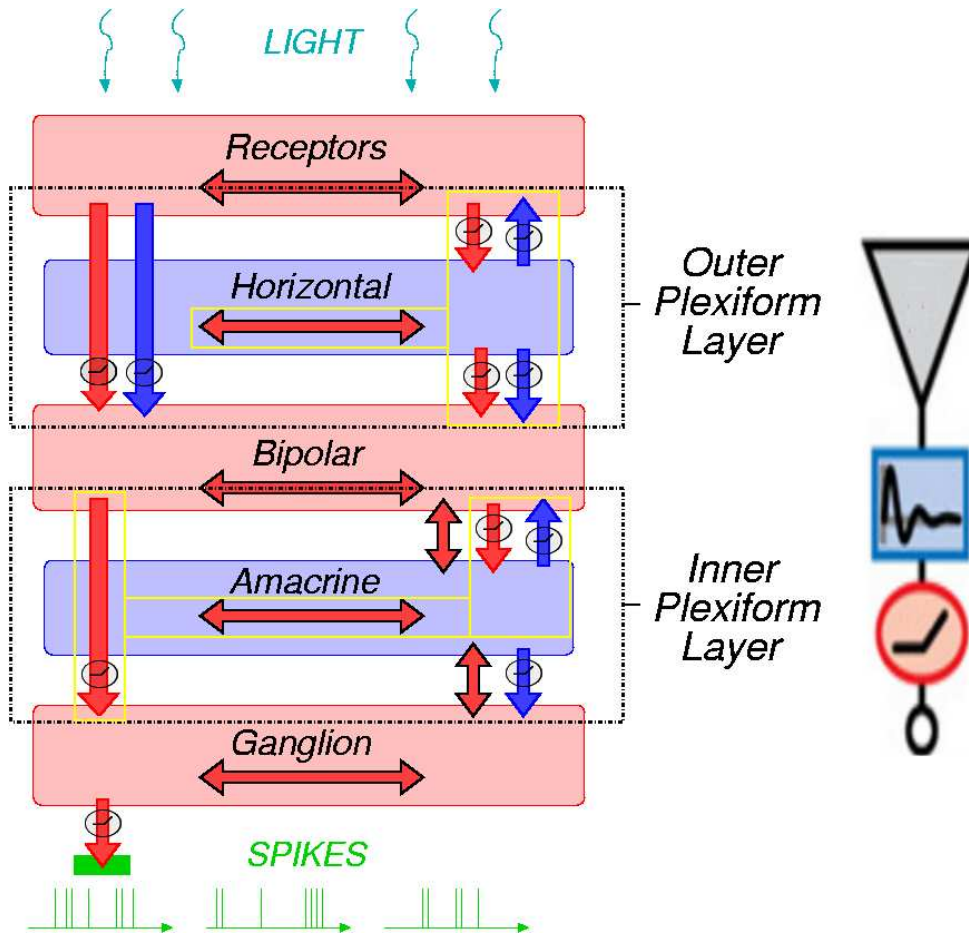 LIGHT
Receptors
Horizontal
Outer
Plexiform
Layer
Bipolar
Amacrine
Inner
Plexiform
Layer
Ganglion
SPIKES